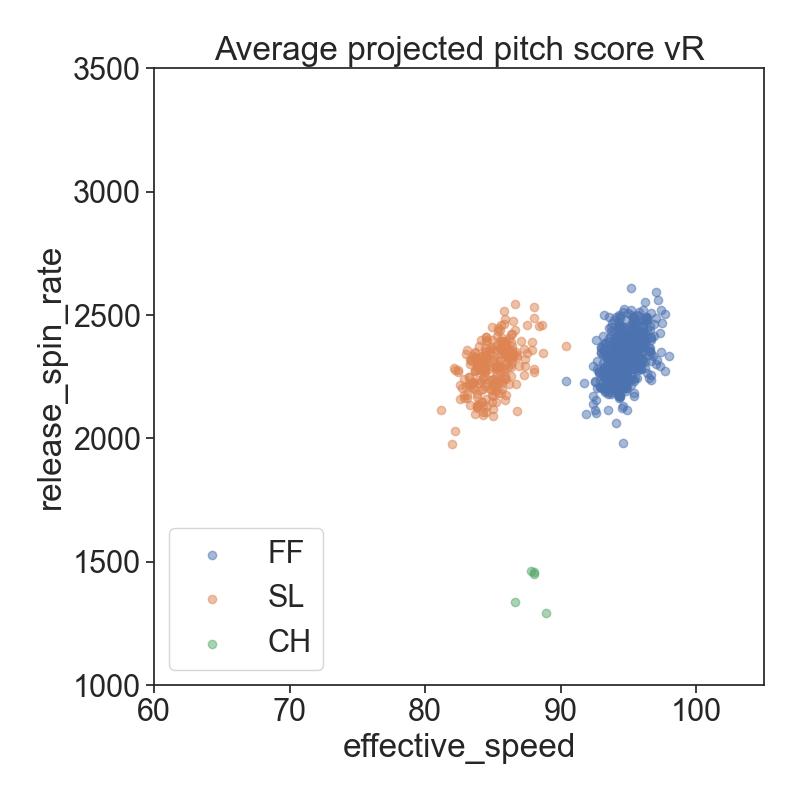 Average projected pitch score vR
3500
3000
2500
2000
1500
1000
release_spin_rate
FF
SL
CH
60 70 80 90 100
effective_speed